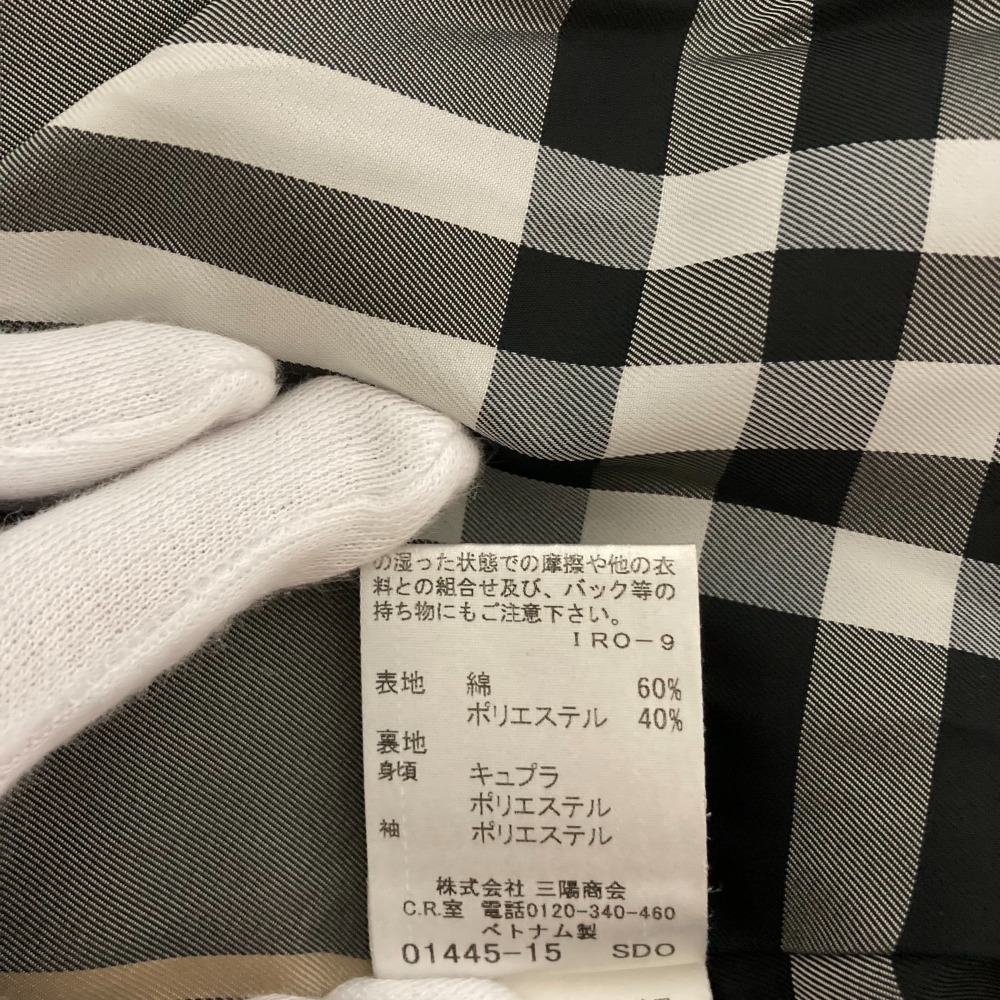 の湿った状態での摩擦や他の衣
料との組合せ及び、バック等の
持ち物にもご注意下さい。
IRO-9
表地 綿 60%
ポリエステル 40%
裏地
身頃 キュプラ
ポリエステル
袖 ポリエステル
株式会社 三陽商会
C.R.室 電話0120-340-460
ベトナム製
01445-15 SDO